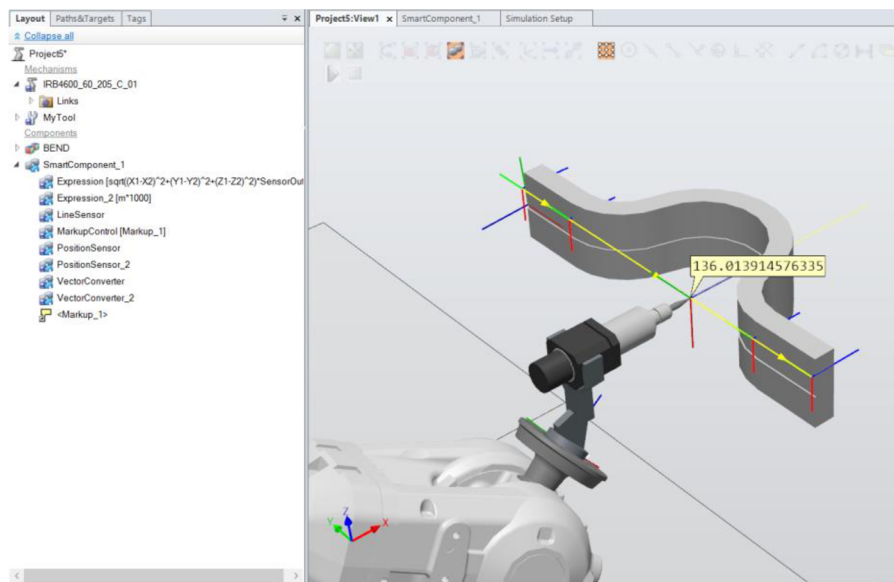 Layout Paths&Targets Tags
Collapse all
Project5*
Mechanisms
IRB4600_60_205_C_01
Links
MyTool
Components
BEND
SmartComponent_1
Expression [sqrt((X1-X2)^2+(Y1-Y2)^2+(Z1-Z2)^2)*SensorOut
Expression_2 [m*1000]
LineSensor
MarkupControl [Markup_1]
PositionSensor
PositionSensor_2
VectorConverter
VectorConverter_2
<Markup_1>
Project5:View1 SmartComponent_1 Simulation Setup
136.013914576335
Z
Y
X